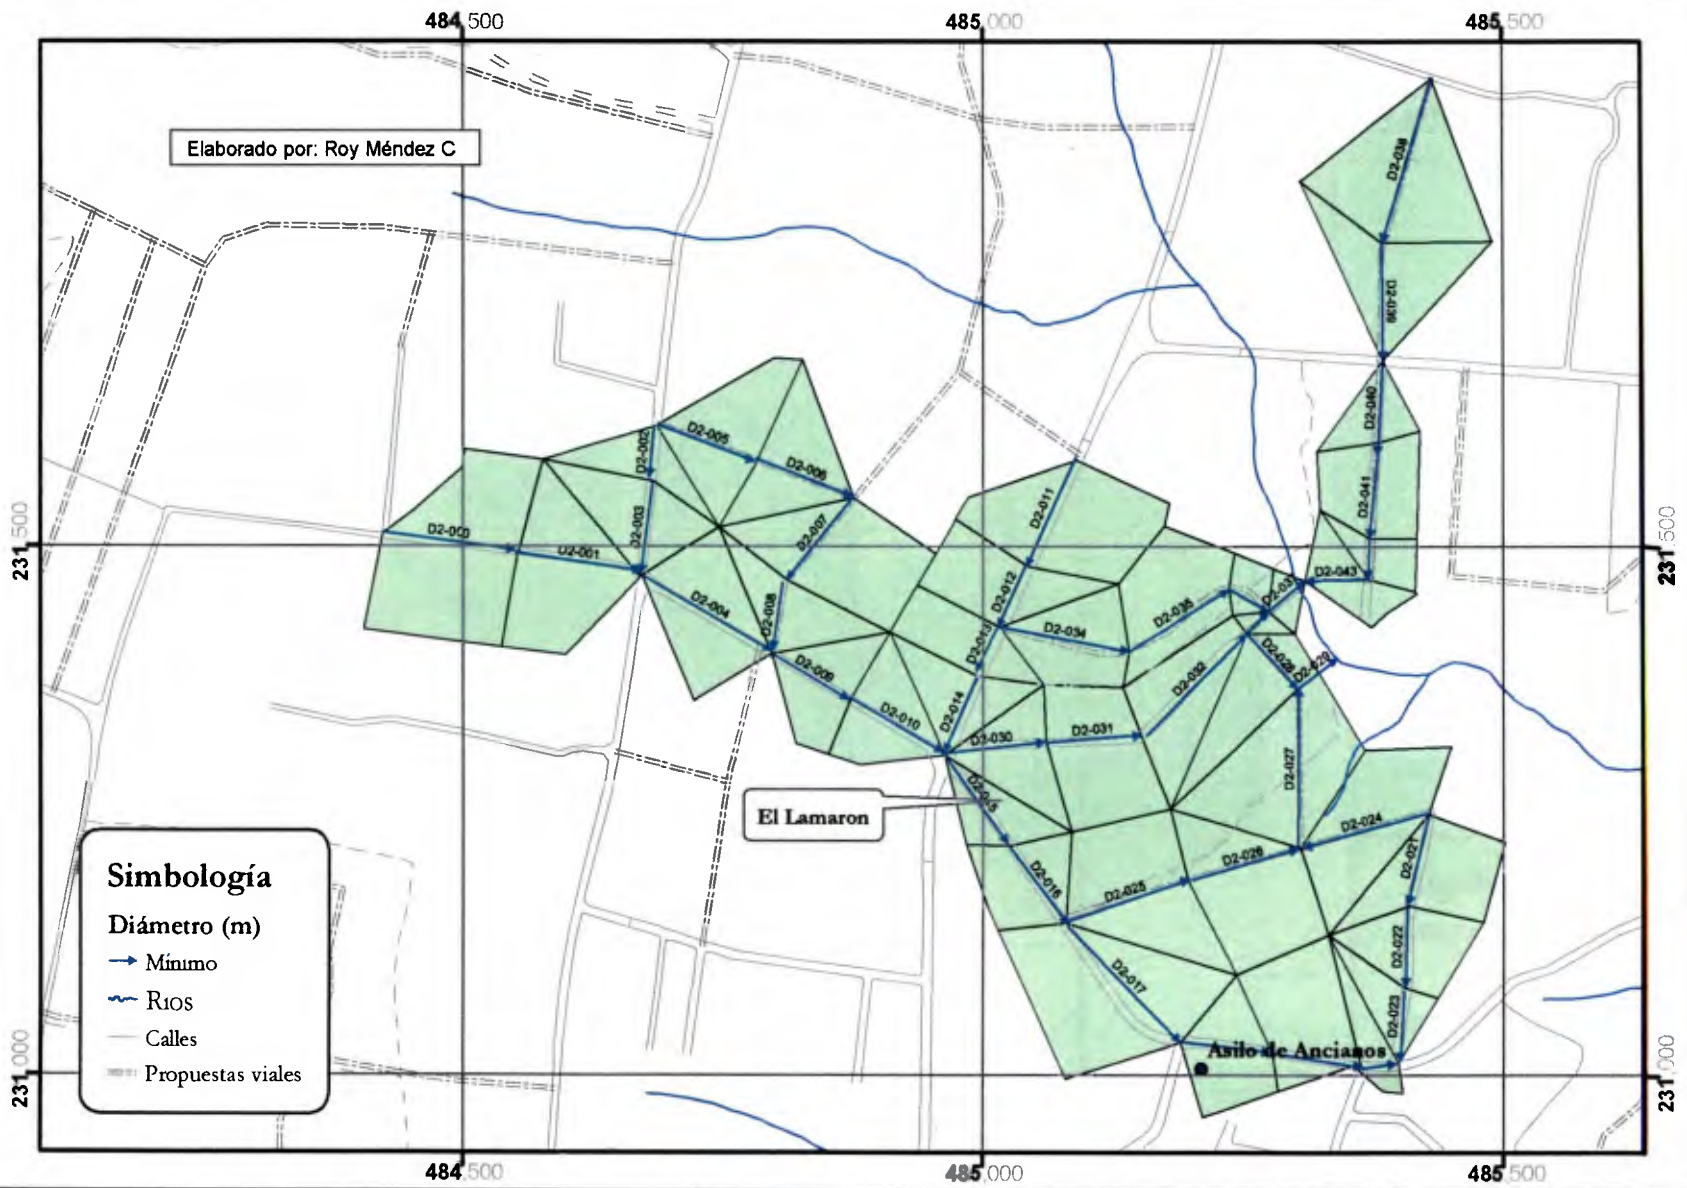 484,500
485,000
485,500
Elaborado por: Roy Méndez C
D2-038
D2-039
D2-040
D2-041
D2-043
D2-002
D2-005
D2-006
D2-003
D2-007
D2-000
D2-001
D2-004
D2-008
D2-009
D2-010
D2-011
D2-012
D2-013
D2-014
D2-034
D2-035
D2-032
D2-028
D2-029
D2-030
D2-031
D2-027
D2-016
D2-025
D2-026
D2-024
D2-021
D2-022
D2-023
D2-017
El Lamaron
Asilo de Ancianos
231,500
231,500
231,000
231,000
Simbología
Diámetro (m)
Mínimo
Rios
Calles
Propuestas viales
484,500
485,000
485,500